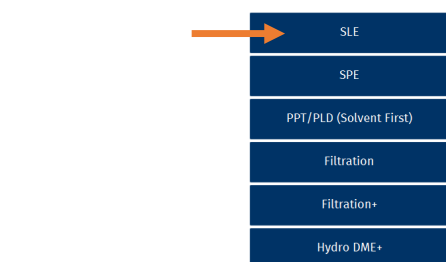 SLE
SPE
PPT/PLD (Solvent First)
Filtration
Filtration+
Hydro DME+